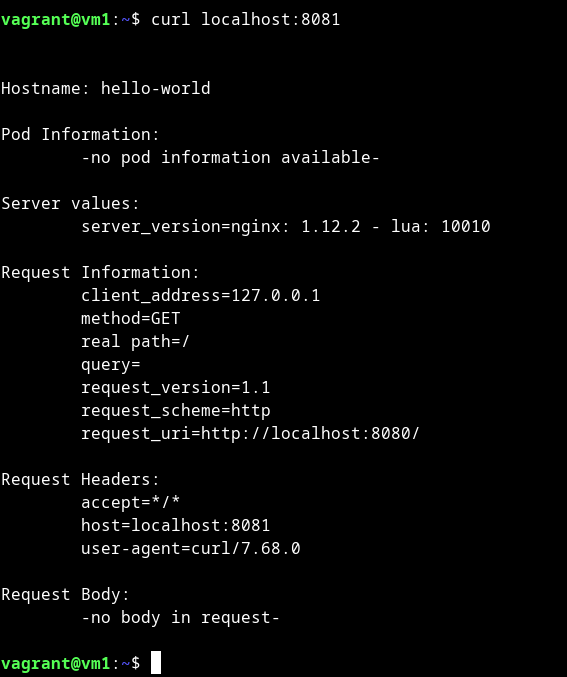 vagrant@vm1:~$ curl localhost:8081
Hostname: hello-world
Pod Information:
-no pod information available-
Server values:
server_version=nginx: 1.12.2 - lua: 10010
Request Information:
client_address=127.0.0.1
method=GET
real path=/
query=
request_version=1.1
request_scheme=http
request_uri=http://localhost:8080/
Request Headers:
accept=*/*
host=localhost:8081
user-agent=curl/7.68.0
Request Body:
-no body in request-
vagrant@vm1:~$